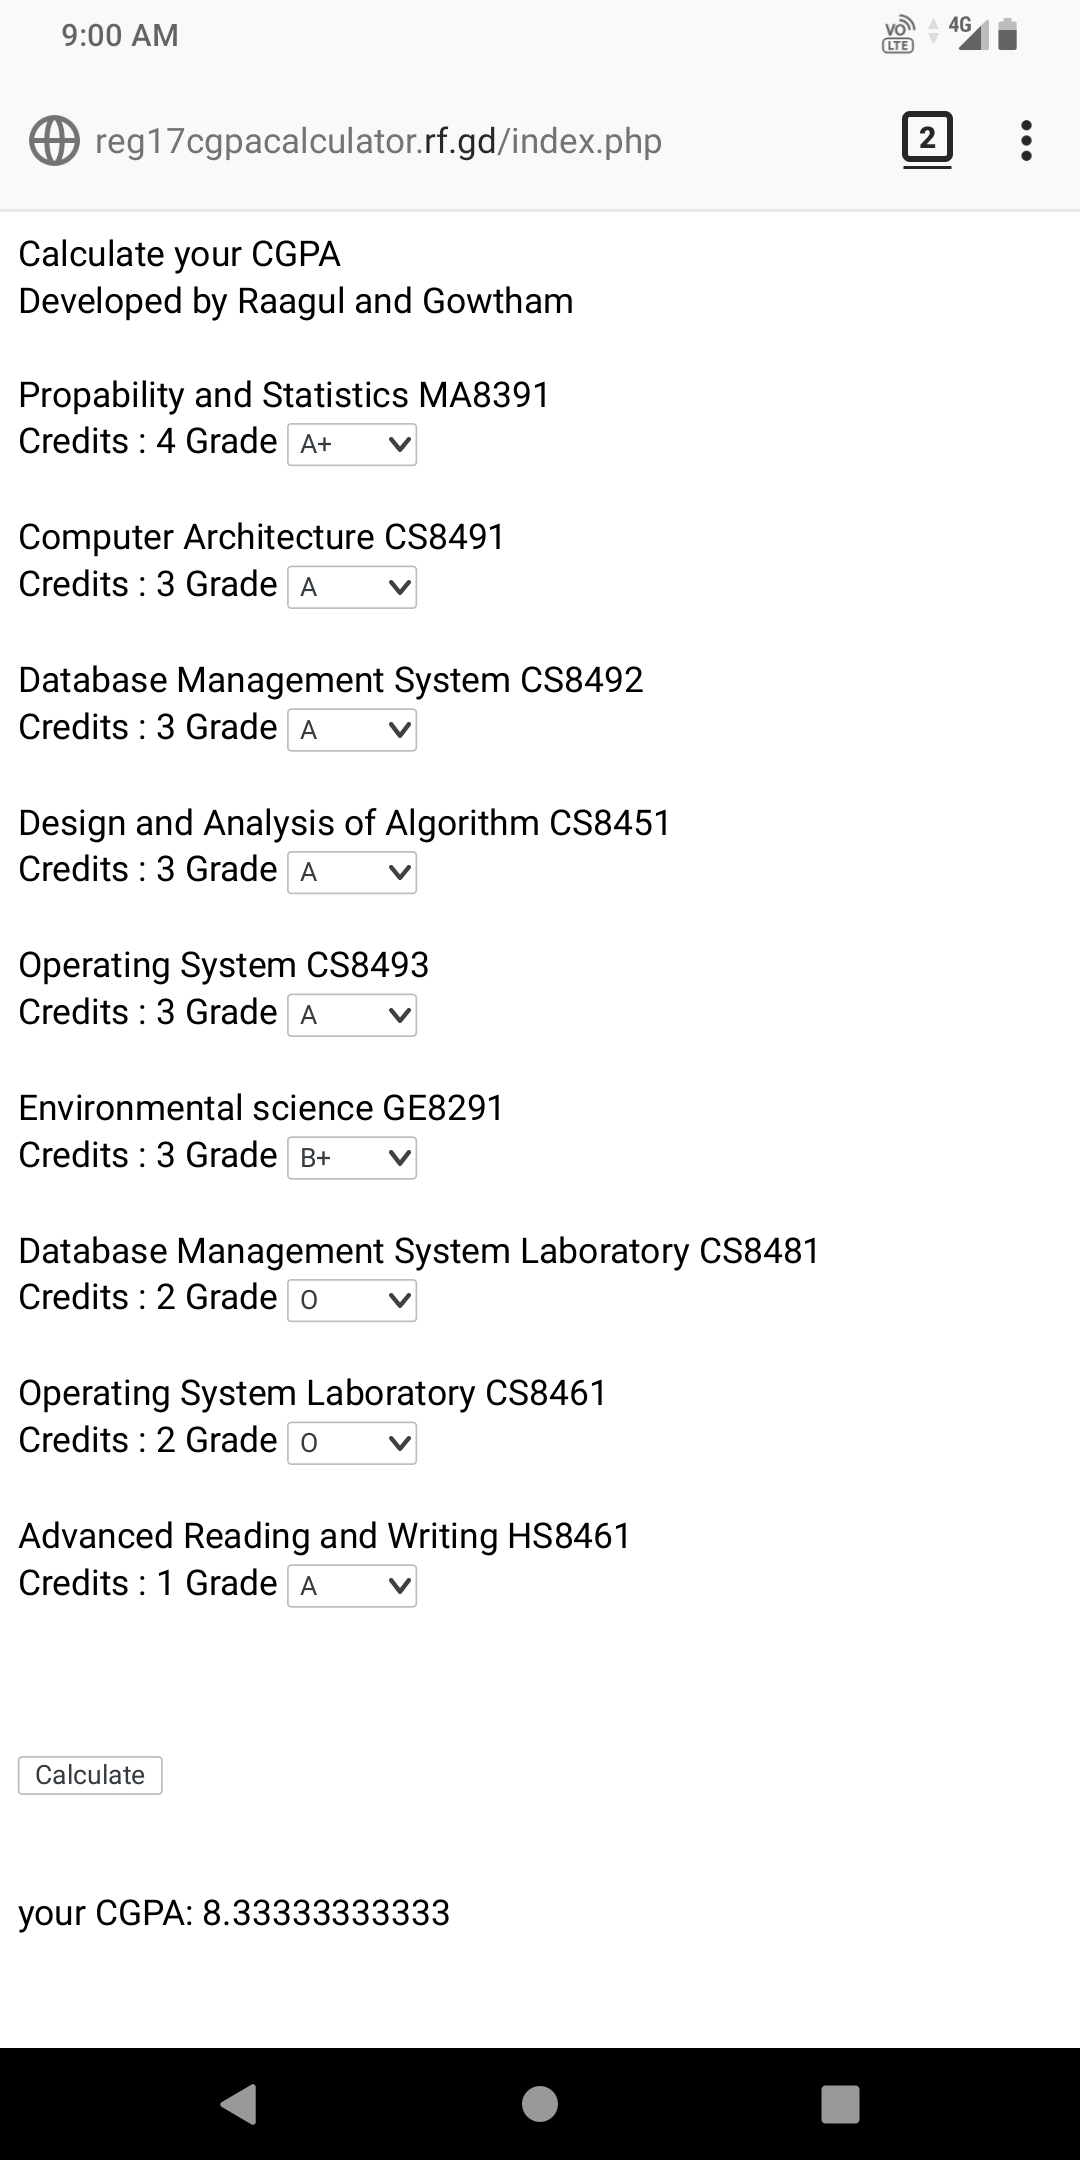 9:00 AM
VO LTE 4G
reg17cgpacalculator.rf.gd/index.php 2
Calculate your CGPA
Developed by Raagul and Gowtham
Propability and Statistics MA8391
Credits : 4 Grade A+
Computer Architecture CS8491
Credits : 3 Grade A
Database Management System CS8492
Credits : 3 Grade A
Design and Analysis of Algorithm CS8451
Credits : 3 Grade A
Operating System CS8493
Credits : 3 Grade A
Environmental science GE8291
Credits : 3 Grade B+
Database Management System Laboratory CS8481
Credits : 2 Grade O
Operating System Laboratory CS8461
Credits : 2 Grade O
Advanced Reading and Writing HS8461
Credits : 1 Grade A
Calculate
your CGPA: 8.33333333333